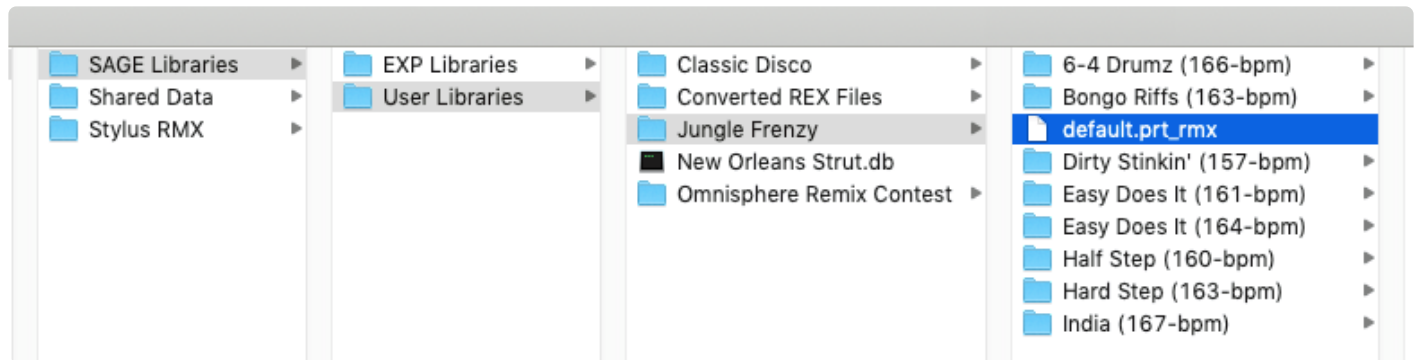 SAGE Libraries
Shared Data
Stylus RMX
EXP Libraries
User Libraries
Classic Disco
Converted REX Files
Jungle Frenzy
New Orleans Strut.db
Omnisphere Remix Contest
6-4 Drumz (166-bpm)
Bongo Riffs (163-bpm)
default.prt_rmx
Dirty Stinkin' (157-bpm)
Easy Does It (161-bpm)
Easy Does It (164-bpm)
Half Step (160-bpm)
Hard Step (163-bpm)
India (167-bpm)